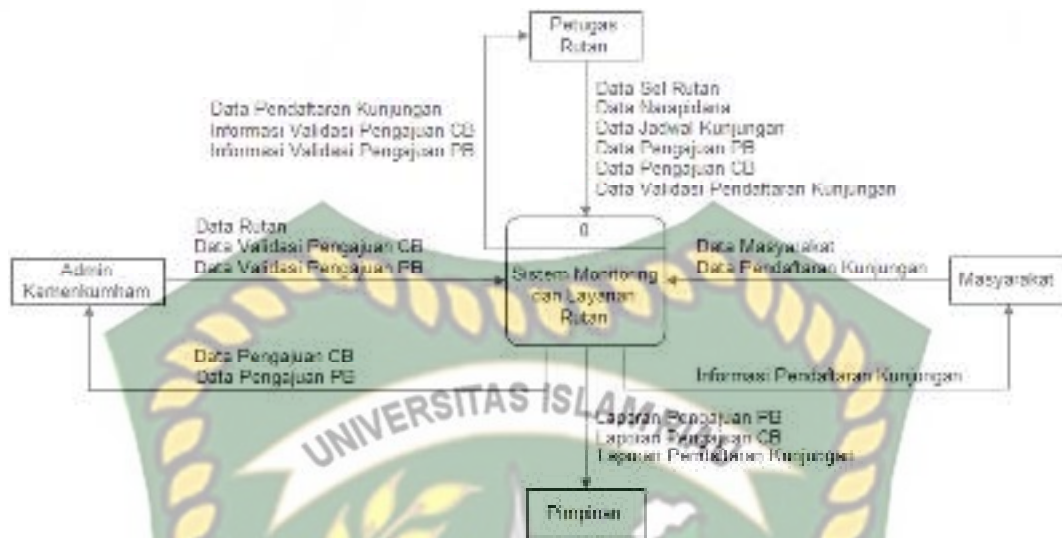 Petugas
Rutan
Data Sel Rutan
Data Narapidana
Data Jadwal Kunjungan
Data Pengajuan PB
Data Pengajuan CB
Data Validasi Pendaftaran Kunjungan
Data Pendaftaran Kunjungan
Informasi Validasi Pengajuan CB
Informasi Validasi Pengajuan PB
Data Rutan
Data Validasi Pengajuan CB
Data Validasi Pengajuan PB
Admin
Kemenkumham
0
Sistem Monitoring
dan Layanan
Rutan
Data Masyarakat
Data Pendaftaran Kunjungan
Masyarakat
Data Pengajuan CB
Data Pengajuan PB
Informasi Pendaftaran Kunjungan
UNIVERSITAS ISLAM RIAU
Laporan Pengajuan PB
Laporan Pengajuan CB
Laporan Pendaftaran Kunjungan
Pimpinan